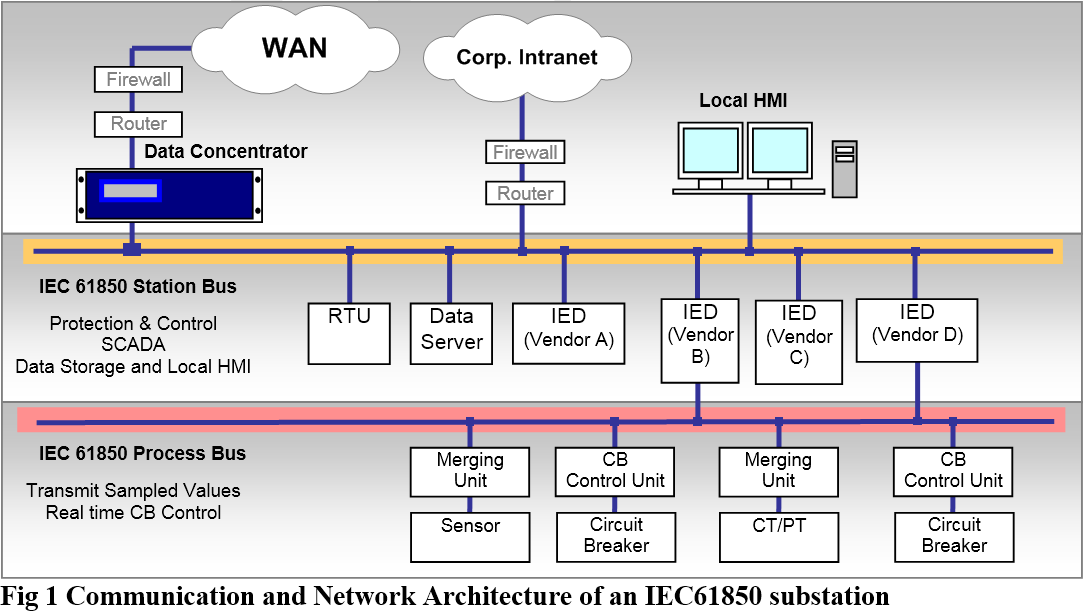 WAN
Corp. Intranet
Firewall
Router
Data Concentrator
Firewall
Router
Local HMI
IEC 61850 Station Bus
Protection & Control
SCADA
Data Storage and Local HMI
RTU
Data
Server
IED
(Vendor A)
IED
(Vendor
B)
IED
(Vendor
C)
IED
(Vendor D)
IEC 61850 Process Bus
Transmit Sampled Values
Real time CB Control
Merging
Unit
CB
Control Unit
Merging
Unit
CB
Control Unit
Sensor
Circuit
Breaker
CT/PT
Circuit
Breaker
Fig 1 Communication and Network Architecture of an IEC61850 substation